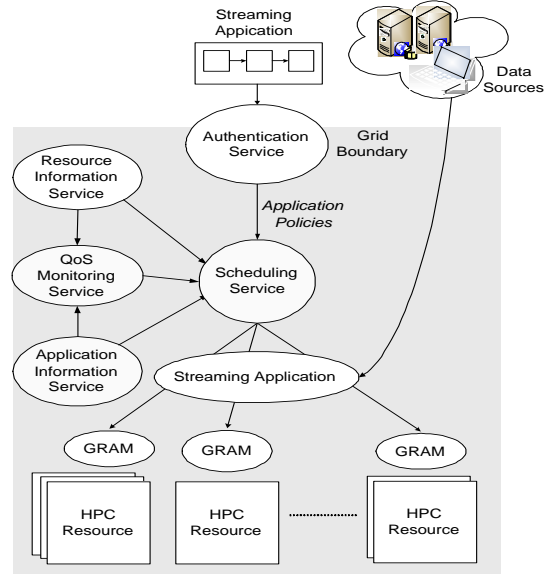 Streaming
Appication
Data
Sources
Authentication
Service
Grid
Boundary
Resource
Information
Service
Application
Policies
QoS
Monitoring
Service
Scheduling
Service
Application
Information
Service
Streaming Application
GRAM
GRAM
GRAM
HPC
Resource
HPC
Resource
HPC
Resource